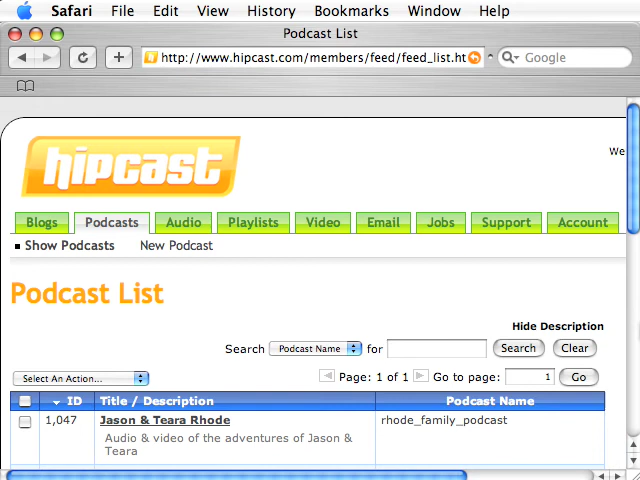 Safari File Edit View History Bookmarks Window Help
Podcast List
http://www.hipcast.com/members/feed/feed_list.ht Google
hipcast
We
Blogs Podcasts Audio Playlists Video Email Jobs Support Account
Show Podcasts New Podcast
Podcast List
Hide Description
Search Podcast Name for Search Clear
Select An Action... Page: 1 of 1 Go to page: 1 Go
ID Title / Description Podcast Name
1,047 Jason & Teara Rhode rhode_family_podcast
Audio & video of the adventures of Jason &
Teara